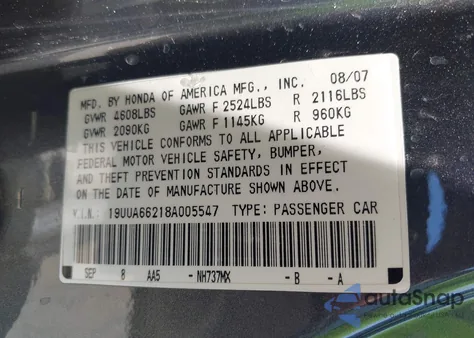 MFD. BY HONDA OF AMERICA MFG., INC. 08/07
GVWR 4608LBS GAWR F 2524LBS R 2116LBS
GVWR 2090KG GAWR F 1145KG R 960KG
THIS VEHICLE CONFORMS TO ALL APPLICABLE
FEDERAL MOTOR VEHICLE SAFETY, BUMPER,
AND THEFT PREVENTION STANDARDS IN EFFECT
ON THE DATE OF MANUFACTURE SHOWN ABOVE.
V.I.N.: 19UUA66218A005547 TYPE: PASSENGER CAR
SEP 8 AA5 - NH737MX - B - A
autoSnap